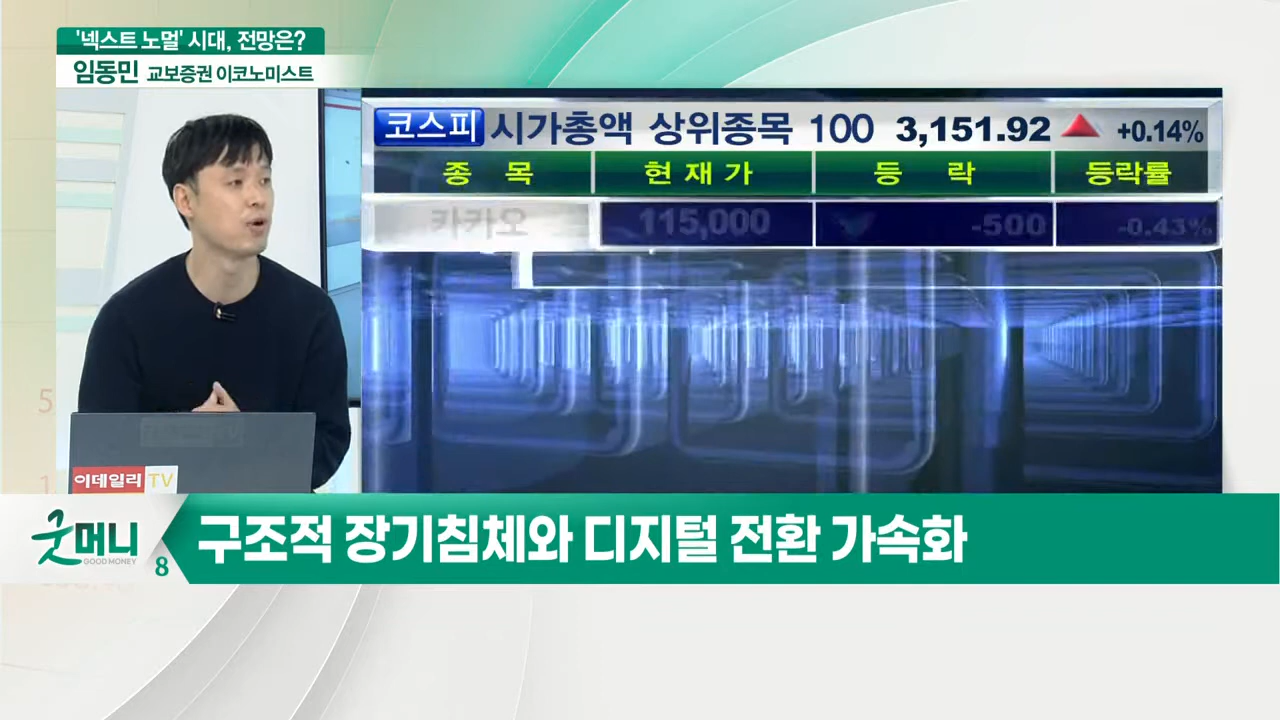 '넥스트 노멀' 시대, 전망은?
임동민 교보증권 이코노미스트
코스피 시가총액 상위종목 100 3,151.92 ▲ +0.14%
종 목 현 재 가 등 락 등락률
카카오 115,000 -500 -0.43%
이데일리 TV
굿머니 GOOD MONEY 8
구조적 장기침체와 디지털 전환 가속화